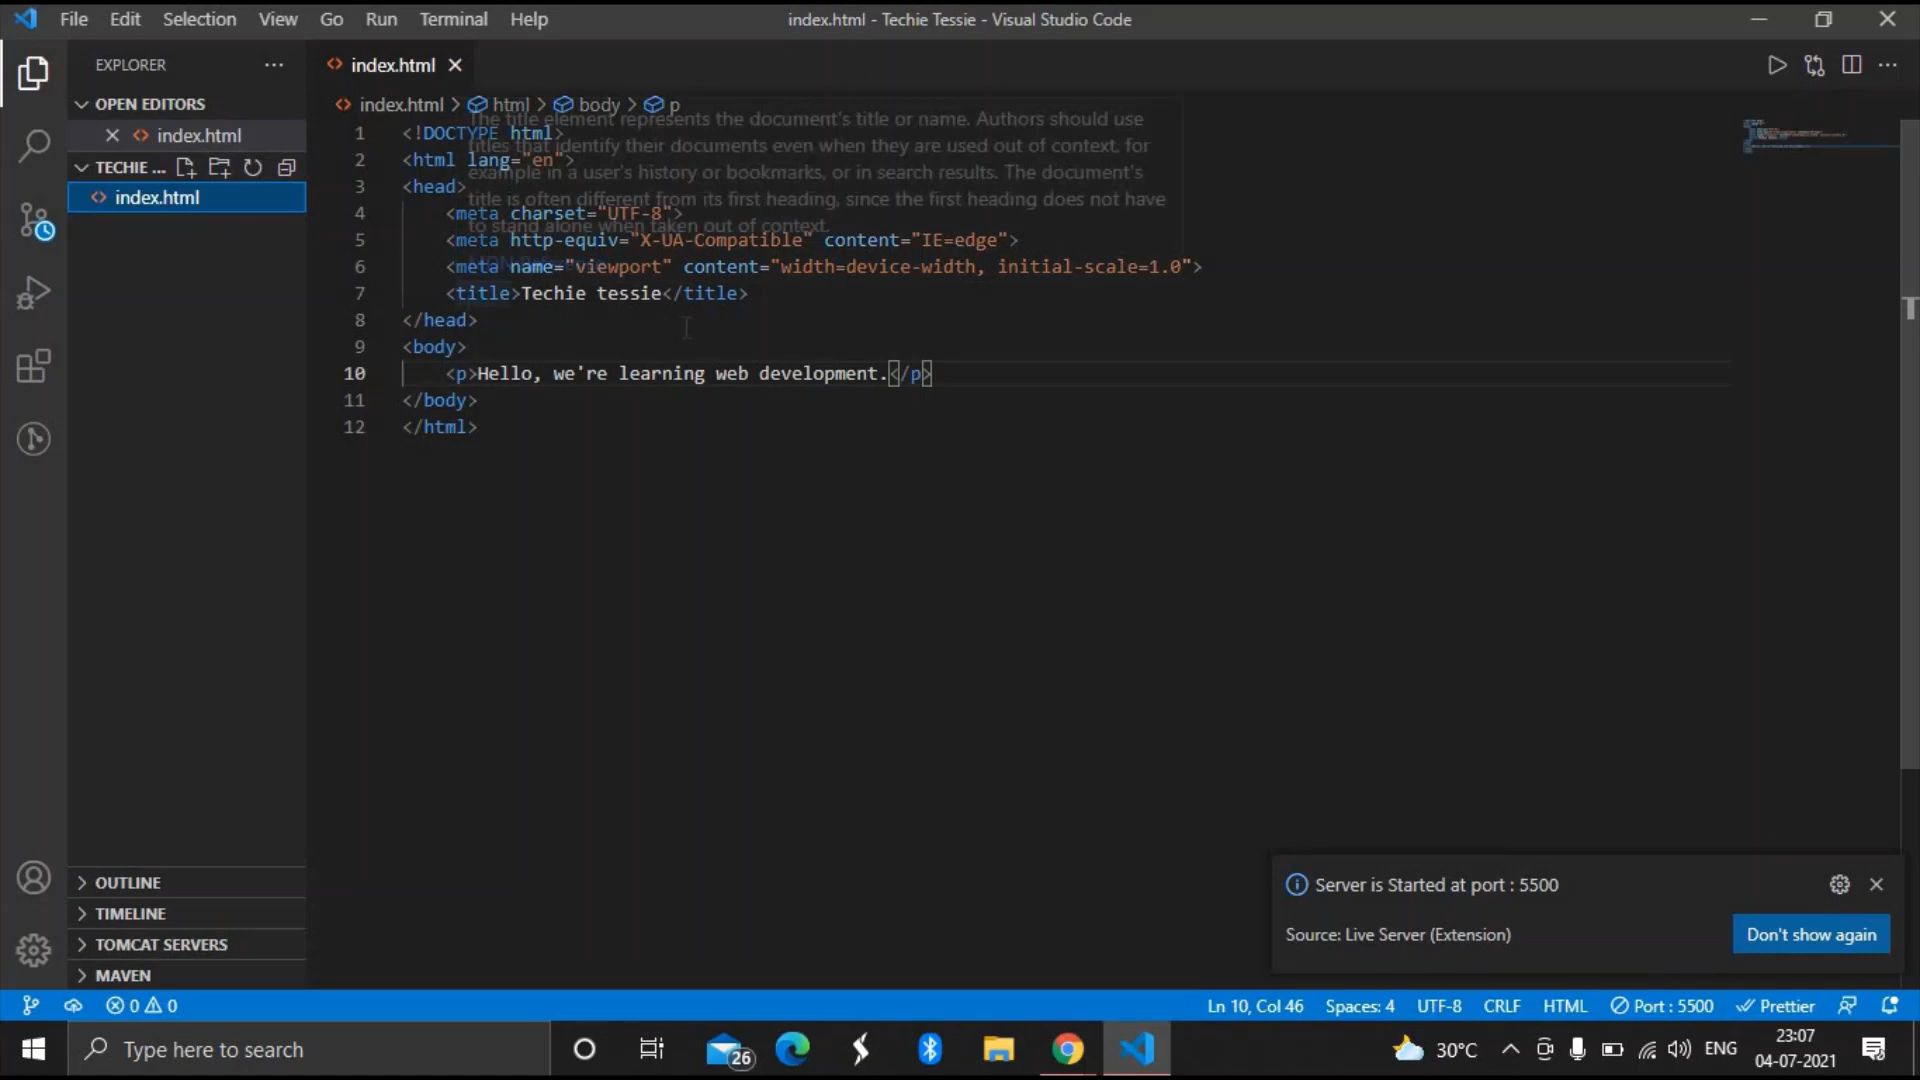 File Edit Selection View Go Run Terminal Help
index.html - Techie Tessie - Visual Studio Code
EXPLORER
index.html
OPEN EDITORS
index.html
TECHIE ...
index.html
index.html > html > body > p
The title element represents the document's title or name. Authors should use
titles that identify their documents even when they are used out of context, for
example in a user's history or bookmarks, or in search results. The document's
title is often different from its first heading, since the first heading does not have
to stand alone when taken out of context.
1 <!DOCTYPE html>
2 <html lang="en">
3 <head>
4 <meta charset="UTF-8">
5 <meta http-equiv="X-UA-Compatible" content="IE=edge">
6 <meta name="viewport" content="width=device-width, initial-scale=1.0">
7 <title>Techie tessie</title>
8 </head>
9 <body>
10 <p>Hello, we're learning web development.</p>
11 </body>
12 </html>
OUTLINE
TIMELINE
TOMCAT SERVERS
MAVEN
Server is Started at port : 5500
Source: Live Server (Extension)
Don't show again
0 0
Ln 10, Col 46 Spaces: 4 UTF-8 CRLF HTML Port : 5500 Prettier
Type here to search
26
30°C
ENG
23:07
04-07-2021